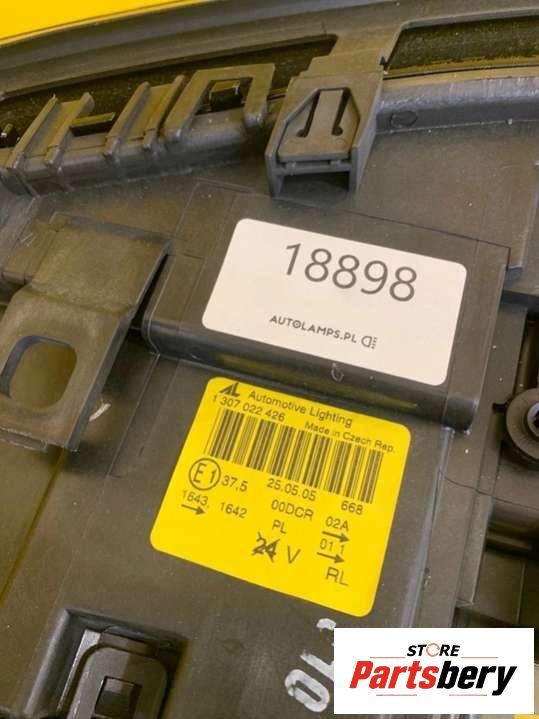 18898
AUTOLAMPS.PL
AL Automotive Lighting
1 307 022 426 Made in Czech Rep.
E1 37,5 25.05.05 668
1643, 1642 00DCR 02A
PL 01 1
24 V RL
STORE
Partsbery